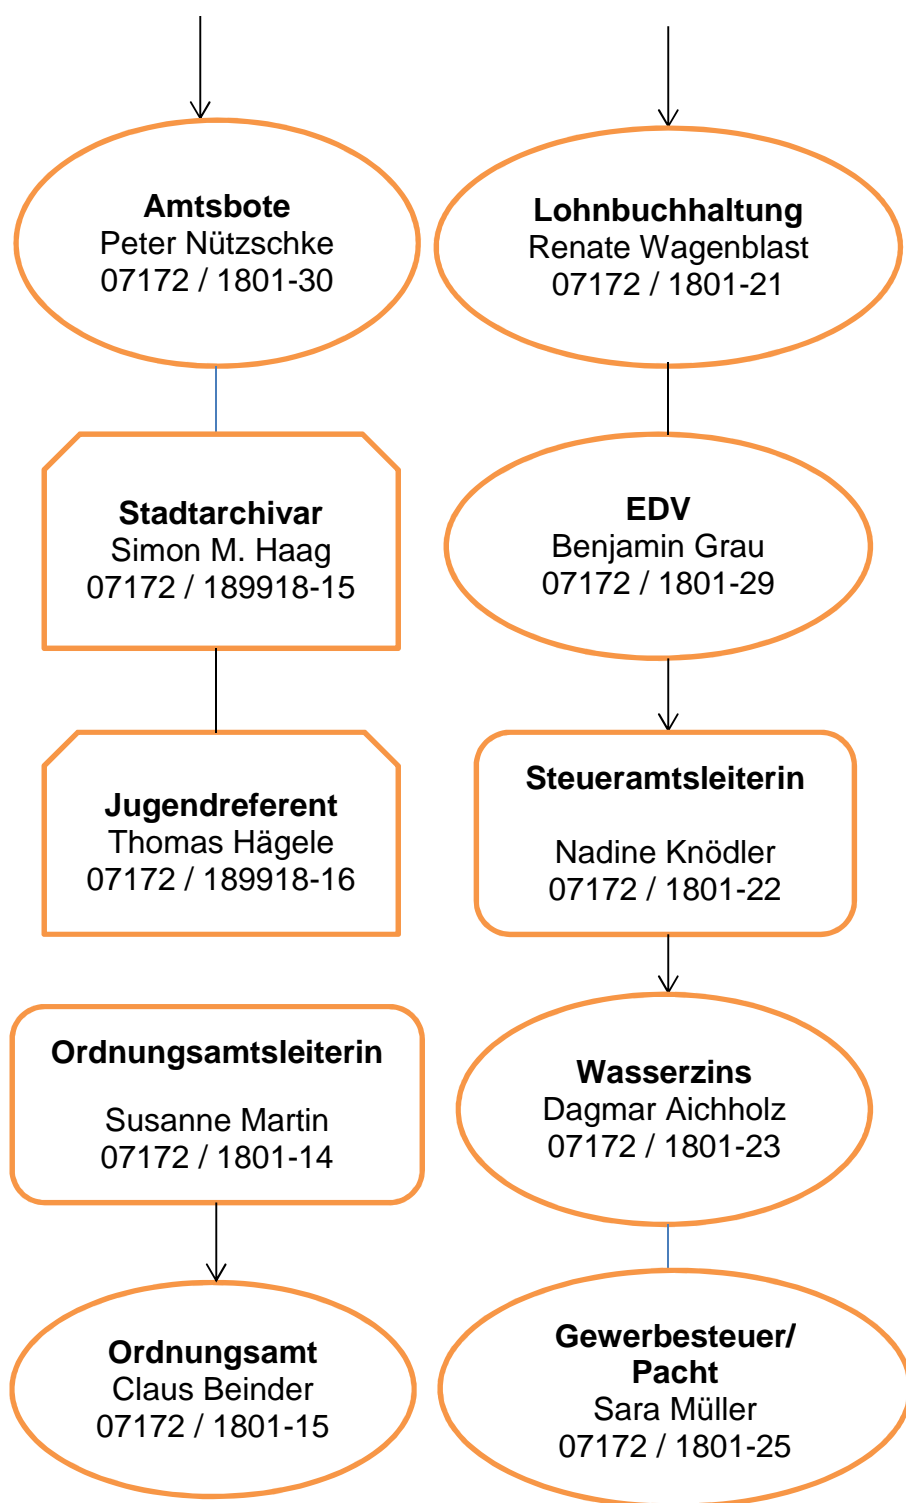 Amtsbote
Peter Nützschke
07172 / 1801-30
Stadtarchivar
Simon M. Haag
07172 / 189918-15
Jugendreferent
Thomas Hägele
07172 / 189918-16
Ordnungsamtsleiterin
Susanne Martin
07172 / 1801-14
Ordnungsamt
Claus Beinder
07172 / 1801-15
Lohnbuchhaltung
Renate Wagenblast
07172 / 1801-21
EDV
Benjamin Grau
07172 / 1801-29
Steueramtsleiterin
Nadine Knödler
07172 / 1801-22
Wasserzins
Dagmar Aichholz
07172 / 1801-23
Gewerbesteuer/
Pacht
Sara Müller
07172 / 1801-25